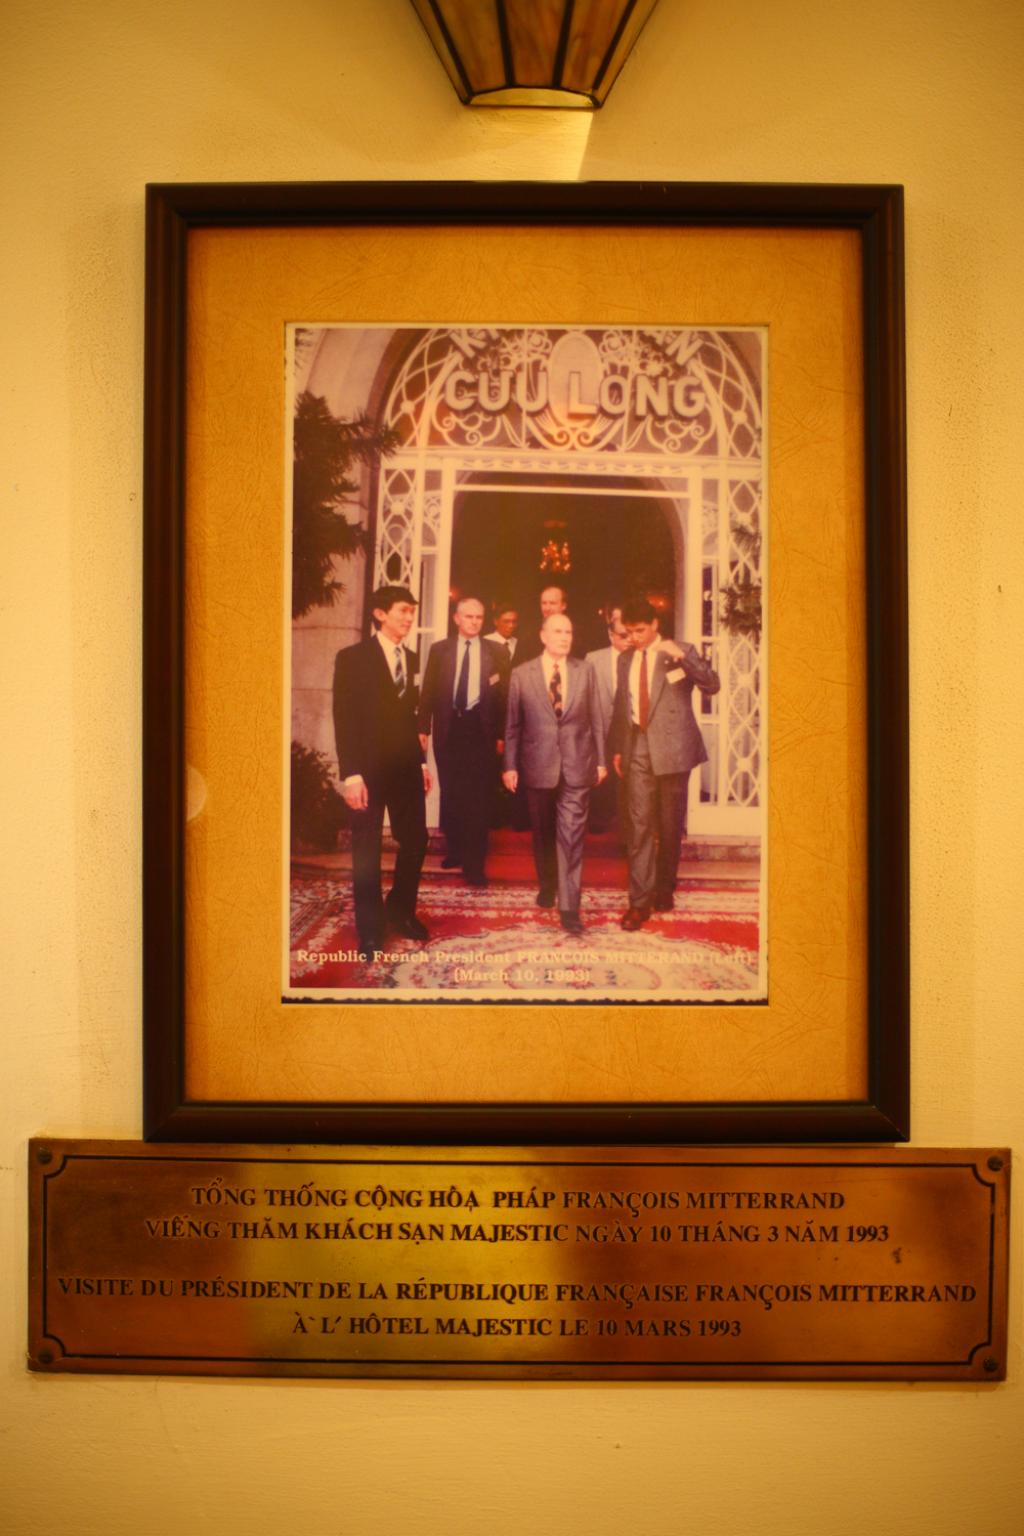 CUU LONG
Republic French President FRANCOIS MITTERAND (Left)
(March 10, 1993)
TỔNG THỐNG CỘNG HÒA PHÁP FRANÇOIS MITTERRAND
VIẾNG THĂM KHÁCH SẠN MAJESTIC NGÀY 10 THÁNG 3 NĂM 1993
VISITE DU PRÉSIDENT DE LA RÉPUBLIQUE FRANÇAISE FRANÇOIS MITTERRAND
À L' HÔTEL MAJESTIC LE 10 MARS 1993